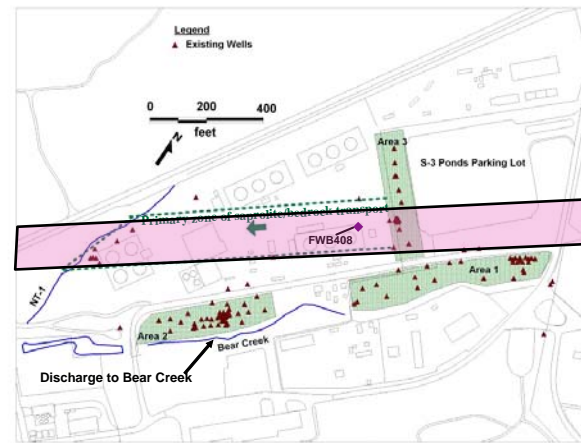 Legend
Existing Wells
0 200 400
feet
N
Area 3
S-3 Ponds Parking Lot
Primary zone of saprolite/bedrock transport
FWB408
Area 1
NT-1
Area 2
Bear Creek
Discharge to Bear Creek